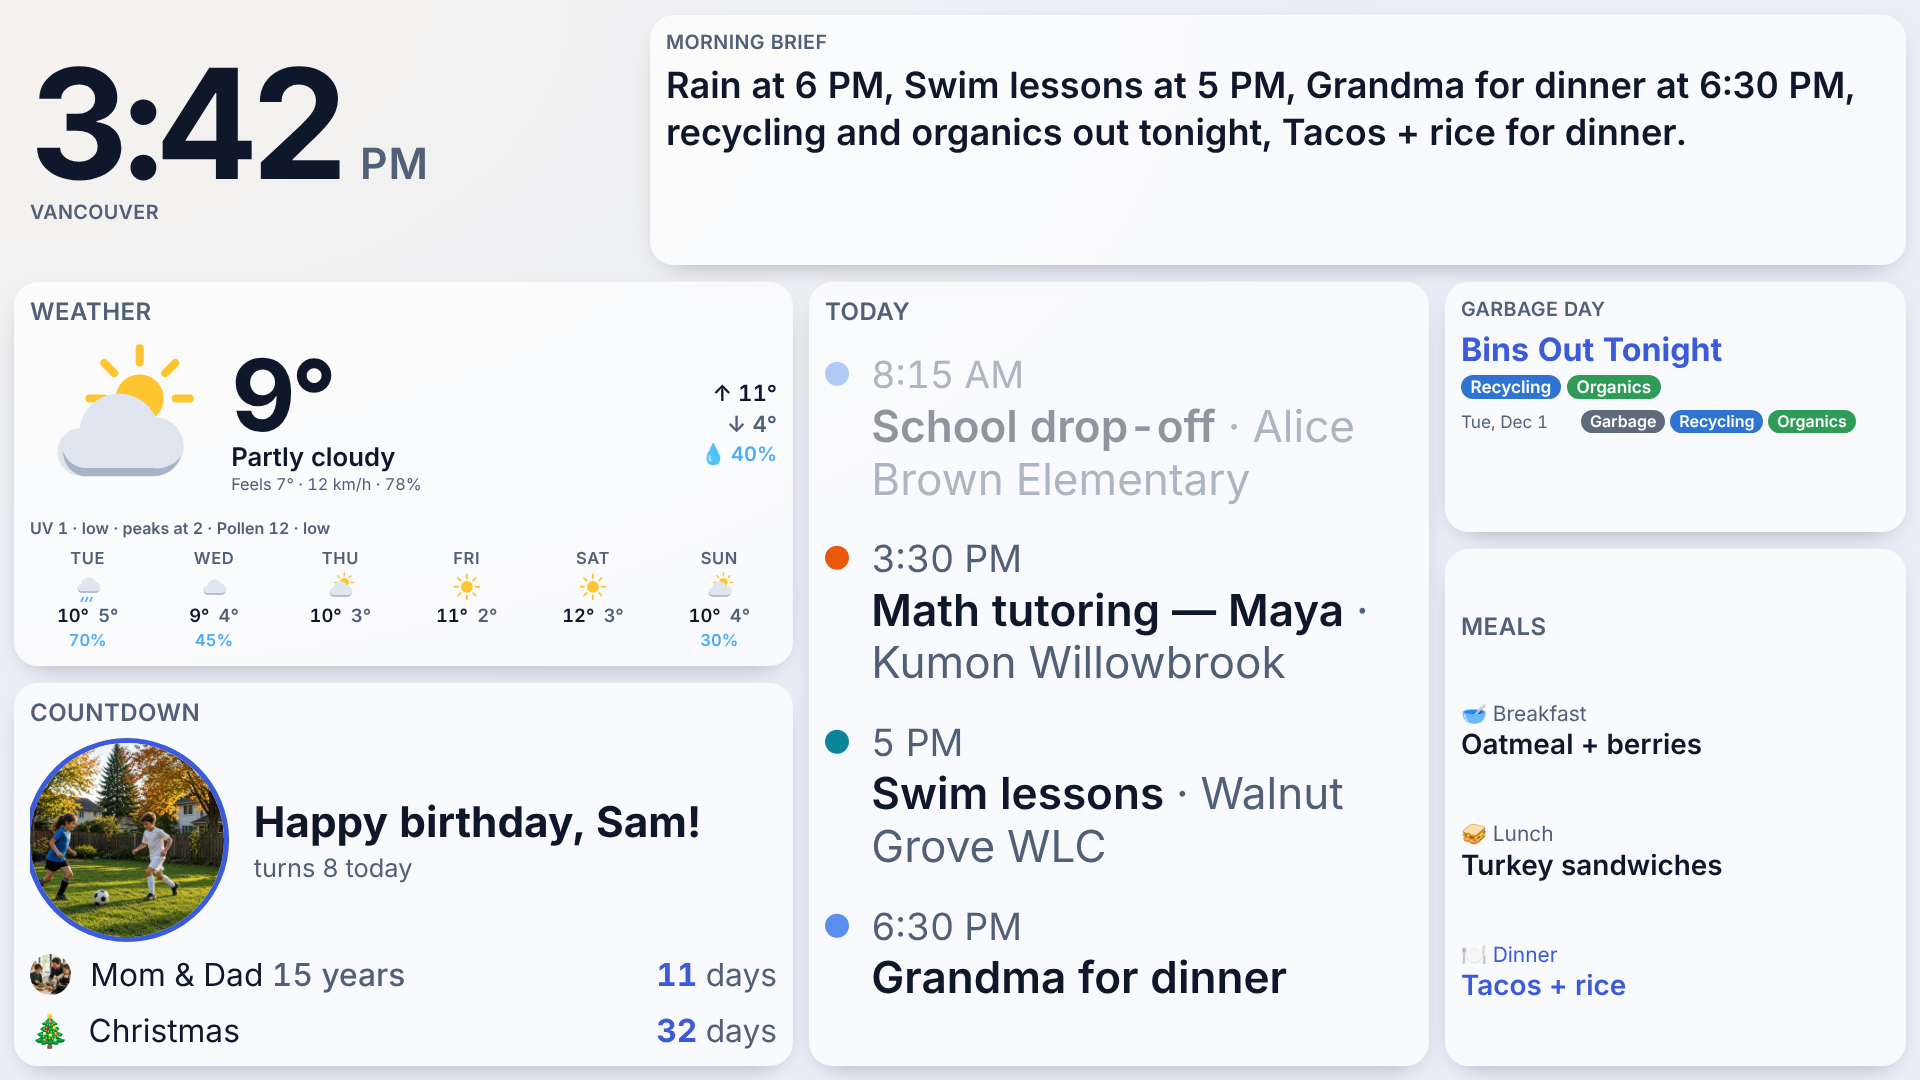 3:42 PM
VANCOUVER
MORNING BRIEF
Rain at 6 PM, Swim lessons at 5 PM, Grandma for dinner at 6:30 PM,
recycling and organics out tonight, Tacos + rice for dinner.
WEATHER
9°
Partly cloudy
Feels 7° · 12 km/h · 78%
↑ 11°
↓ 4°
💧 40%
UV 1 · low · peaks at 2 · Pollen 12 · low
TUE WED THU FRI SAT SUN
10° 5° 9° 4° 10° 3° 11° 2° 12° 3° 10° 4°
70% 45% 30%
COUNTDOWN
Happy birthday, Sam!
turns 8 today
Mom & Dad 15 years 11 days
🎄 Christmas 32 days
TODAY
8:15 AM
School drop-off · Alice
Brown Elementary
3:30 PM
Math tutoring — Maya ·
Kumon Willowbrook
5 PM
Swim lessons · Walnut
Grove WLC
6:30 PM
Grandma for dinner
GARBAGE DAY
Bins Out Tonight
Recycling Organics
Tue, Dec 1 Garbage Recycling Organics
MEALS
🥣 Breakfast
Oatmeal + berries
🥪 Lunch
Turkey sandwiches
🍽️ Dinner
Tacos + rice